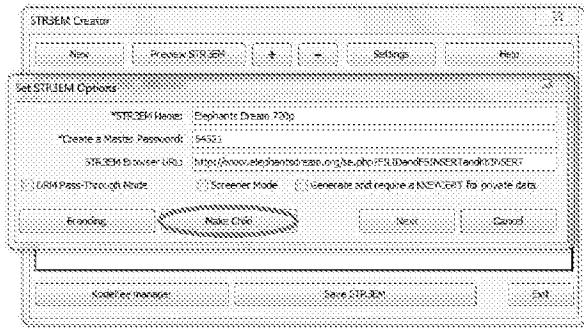 STR3EM Creator
New Preview STR3EM + - Settings Help
Set STR3EM Options
*STR3EM Name: Elephants Dream 720p
*Create a Master Password: 54321
STR3EM Browser URL:
DRM Pass-Through Mode Screener Mode Generate and require a for private data.
Branding Make Child Next Cancel
manager Save STR3EM Exit